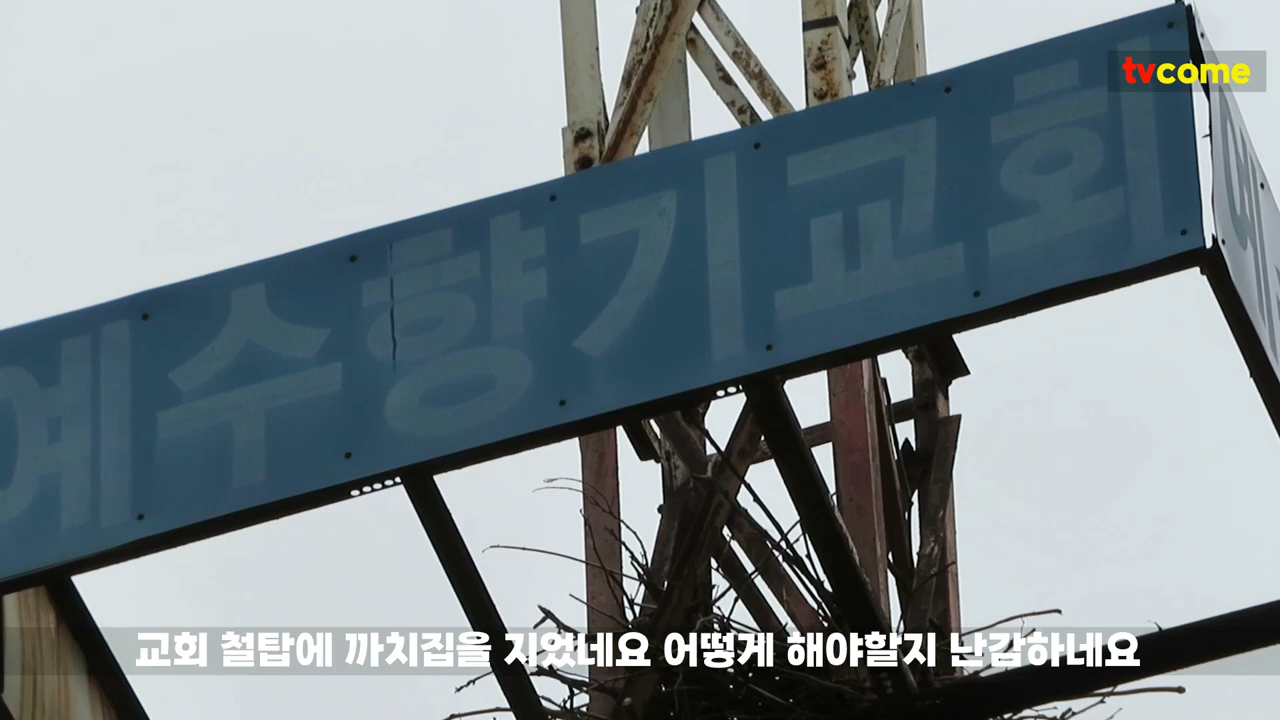 tvcome
예수향기교회
예
교회 철탑에 까치집을 지었네요 어떻게 해야할지 난감하네요